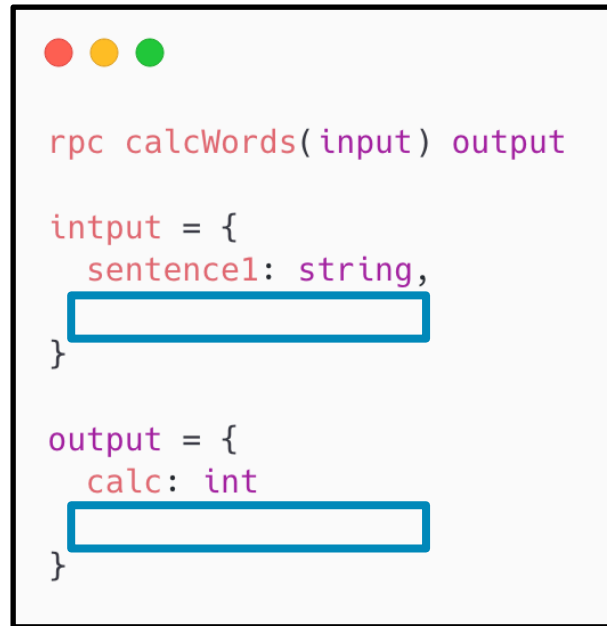 rpc calcWords(input) output
intput = {
sentence1: string,
}
output = {
calc: int
}